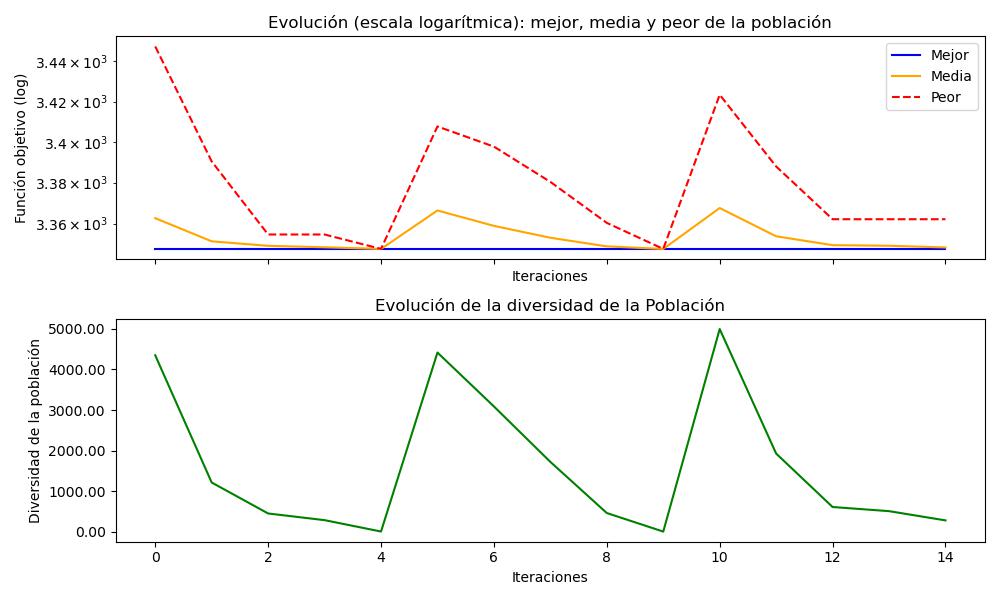 Evolución (escala logarítmica): mejor, media y peor de la población
Función objetivo (log)
3.44 × 10³
3.42 × 10³
3.4 × 10³
3.38 × 10³
3.36 × 10³
Mejor
Media
Peor
Iteraciones
Evolución de la diversidad de la Población
Diversidad de la población
5000.00
4000.00
3000.00
2000.00
1000.00
0.00
0 2 4 6 8 10 12 14
Iteraciones